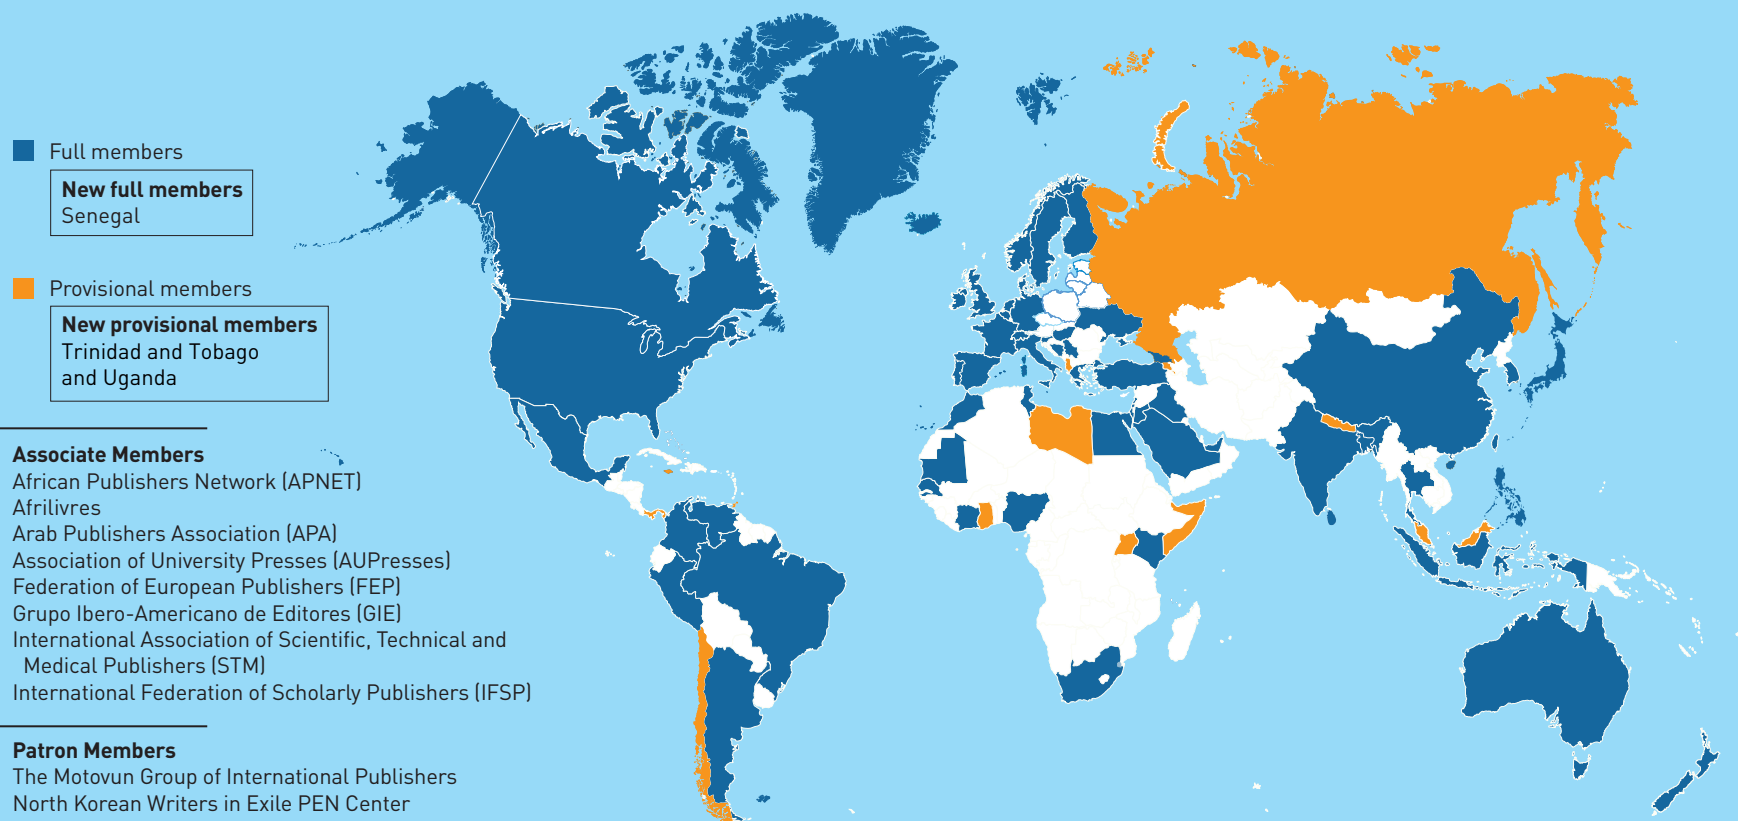 Full members
New full members
Senegal
Provisional members
New provisional members
Trinidad and Tobago
and Uganda
Associate Members
African Publishers Network (APNET)
Afrilivres
Arab Publishers Association (APA)
Association of University Presses (AUPresses)
Federation of European Publishers (FEP)
Grupo Ibero-Americano de Editores (GIE)
International Association of Scientific, Technical and
Medical Publishers (STM)
International Federation of Scholarly Publishers (IFSP)
Patron Members
The Motovun Group of International Publishers
North Korean Writers in Exile PEN Center